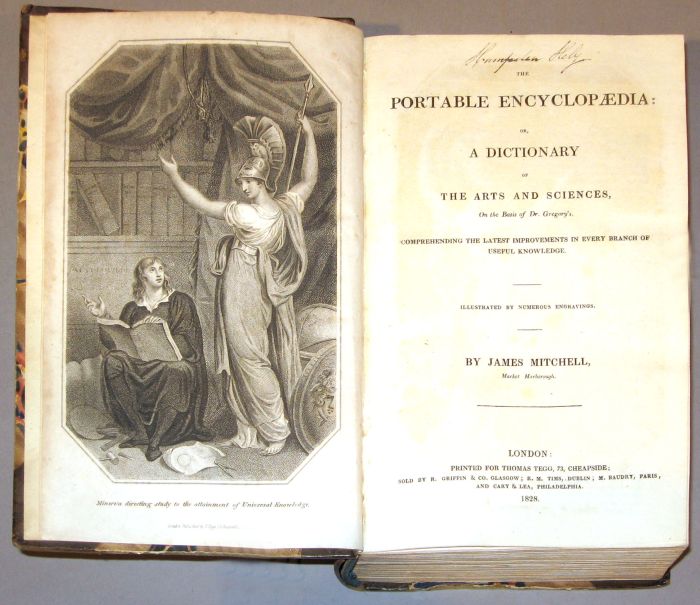 Minerva directing study to the attainment of Universal Knowledge.
THE
PORTABLE ENCYCLOPÆDIA:
OR,
A DICTIONARY
OF
THE ARTS AND SCIENCES,
On the Basis of Dr. Gregory's.
COMPREHENDING THE LATEST IMPROVEMENTS IN EVERY BRANCH OF
USEFUL KNOWLEDGE.
ILLUSTRATED BY NUMEROUS ENGRAVINGS.
BY JAMES MITCHELL,
Market Harborough.
LONDON:
PRINTED FOR THOMAS TEGG, 73, CHEAPSIDE;
SOLD BY R. GRIFFIN & CO. GLASGOW; R. M. TIMS, DUBLIN; M. BAUDRY, PARIS,
AND CARY & LEA, PHILADELPHIA.
1828.